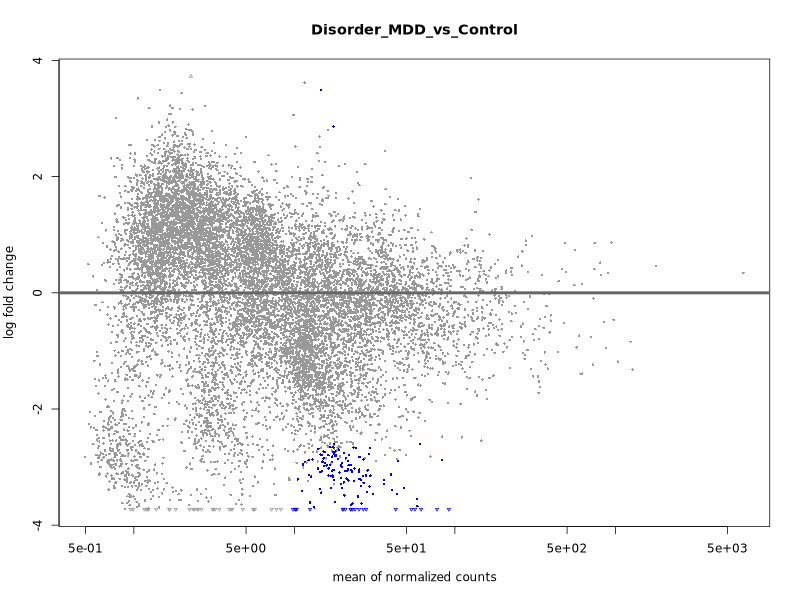 Disorder_MDD_vs_Control
4
2
0
-2
-4
log fold change
5e-01 5e+00 5e+01 5e+02 5e+03
mean of normalized counts